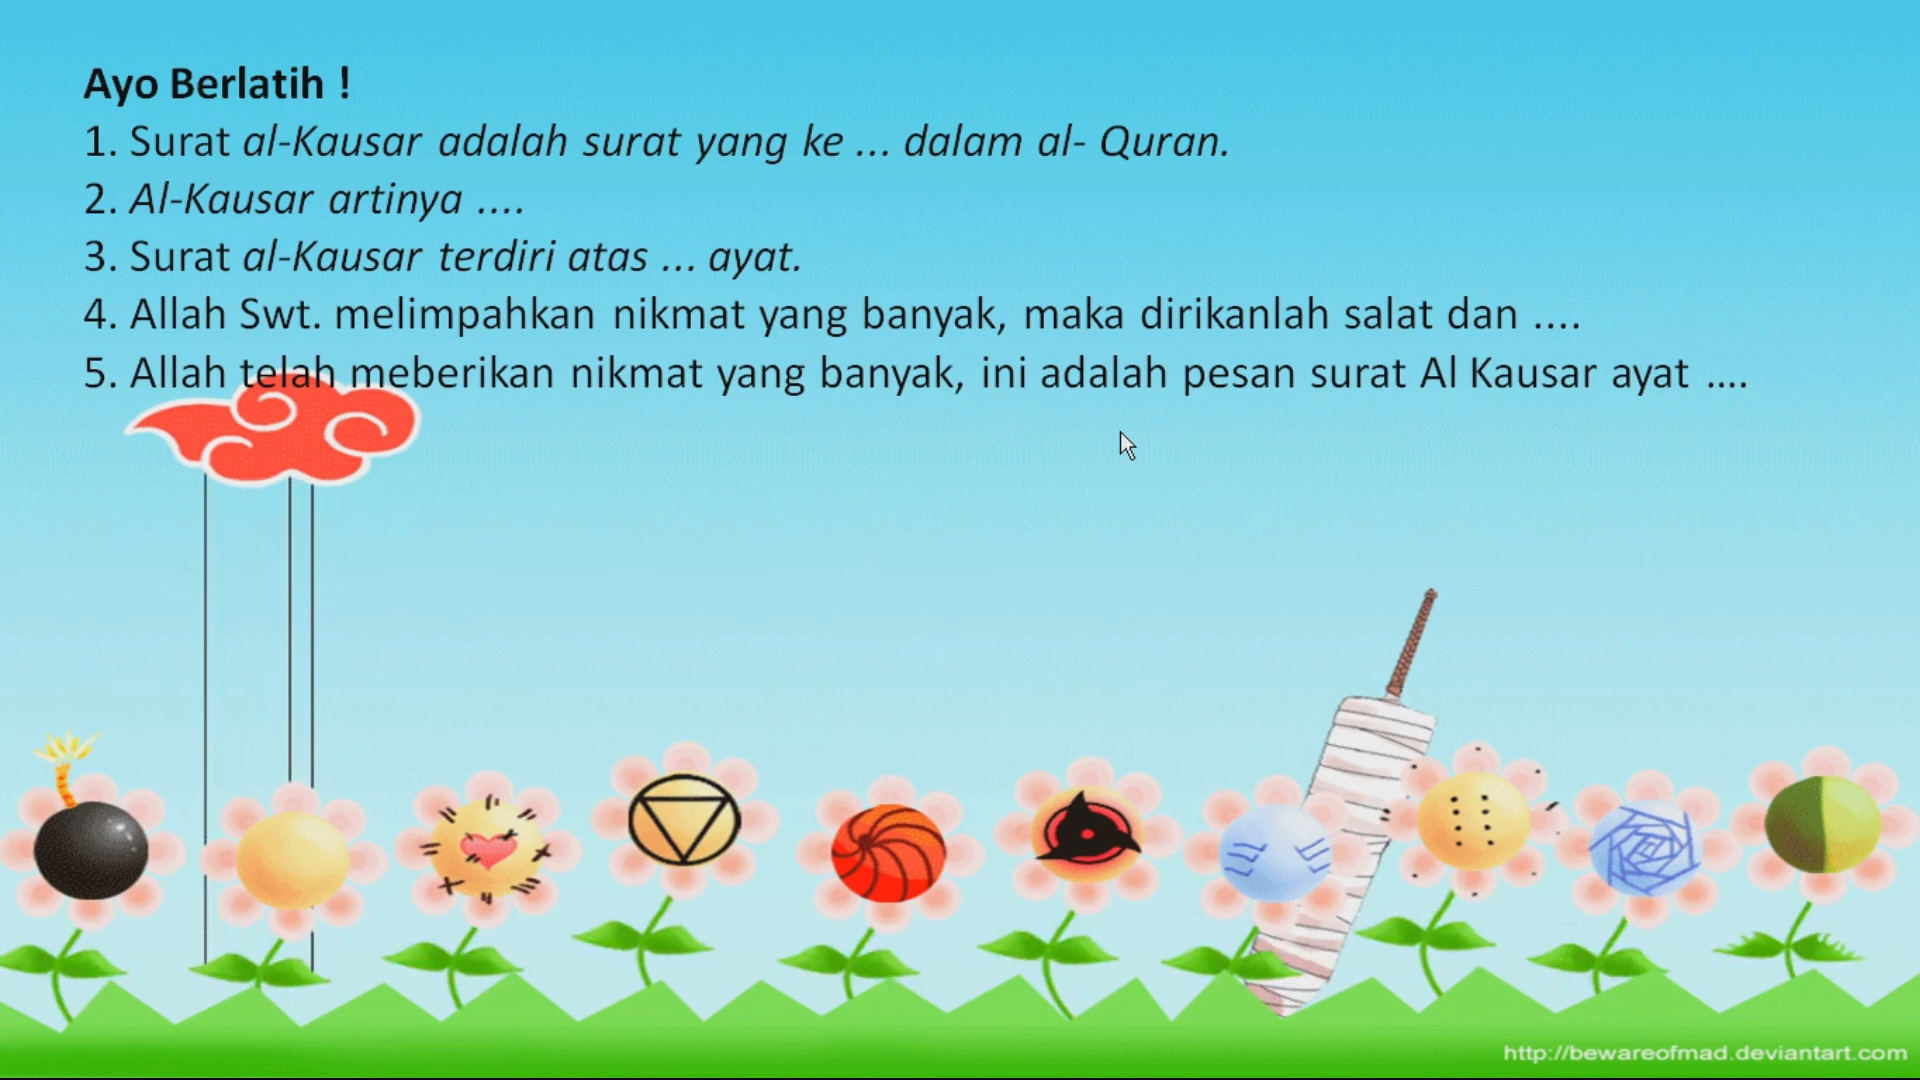 Ayo Berlatih !
1. Surat al-Kausar adalah surat yang ke ... dalam al- Quran.
2. Al-Kausar artinya ....
3. Surat al-Kausar terdiri atas ... ayat.
4. Allah Swt. melimpahkan nikmat yang banyak, maka dirikanlah salat dan ....
5. Allah telah meberikan nikmat yang banyak, ini adalah pesan surat Al Kausar ayat ....
http://bewareofmad.deviantart.com